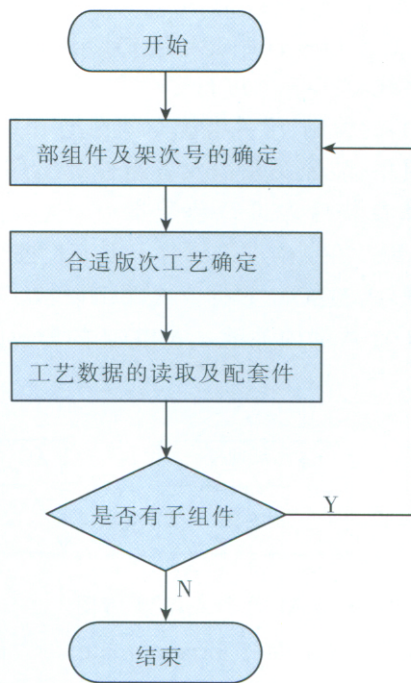 开始
部组件及架次号的确定
合适版次工艺确定
工艺数据的读取及配套件
是否有子组件
Y
N
结束